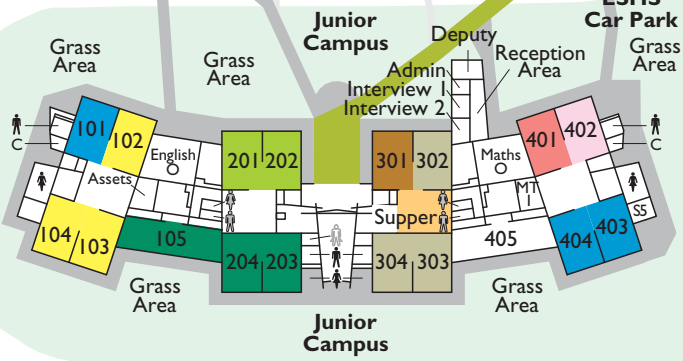 ESMS
Car Park
Junior
Campus
Deputy
Grass
Area
Grass
Area
Reception
Area
Grass
Area
Admin
Interview 1
Interview 2
C
101
102
English
Assets
201
202
301
302
Maths
MT
1
401
402
C
S5
Supper
104
103
105
204
203
304
303
405
404
403
Grass
Area
Grass
Area
Junior
Campus